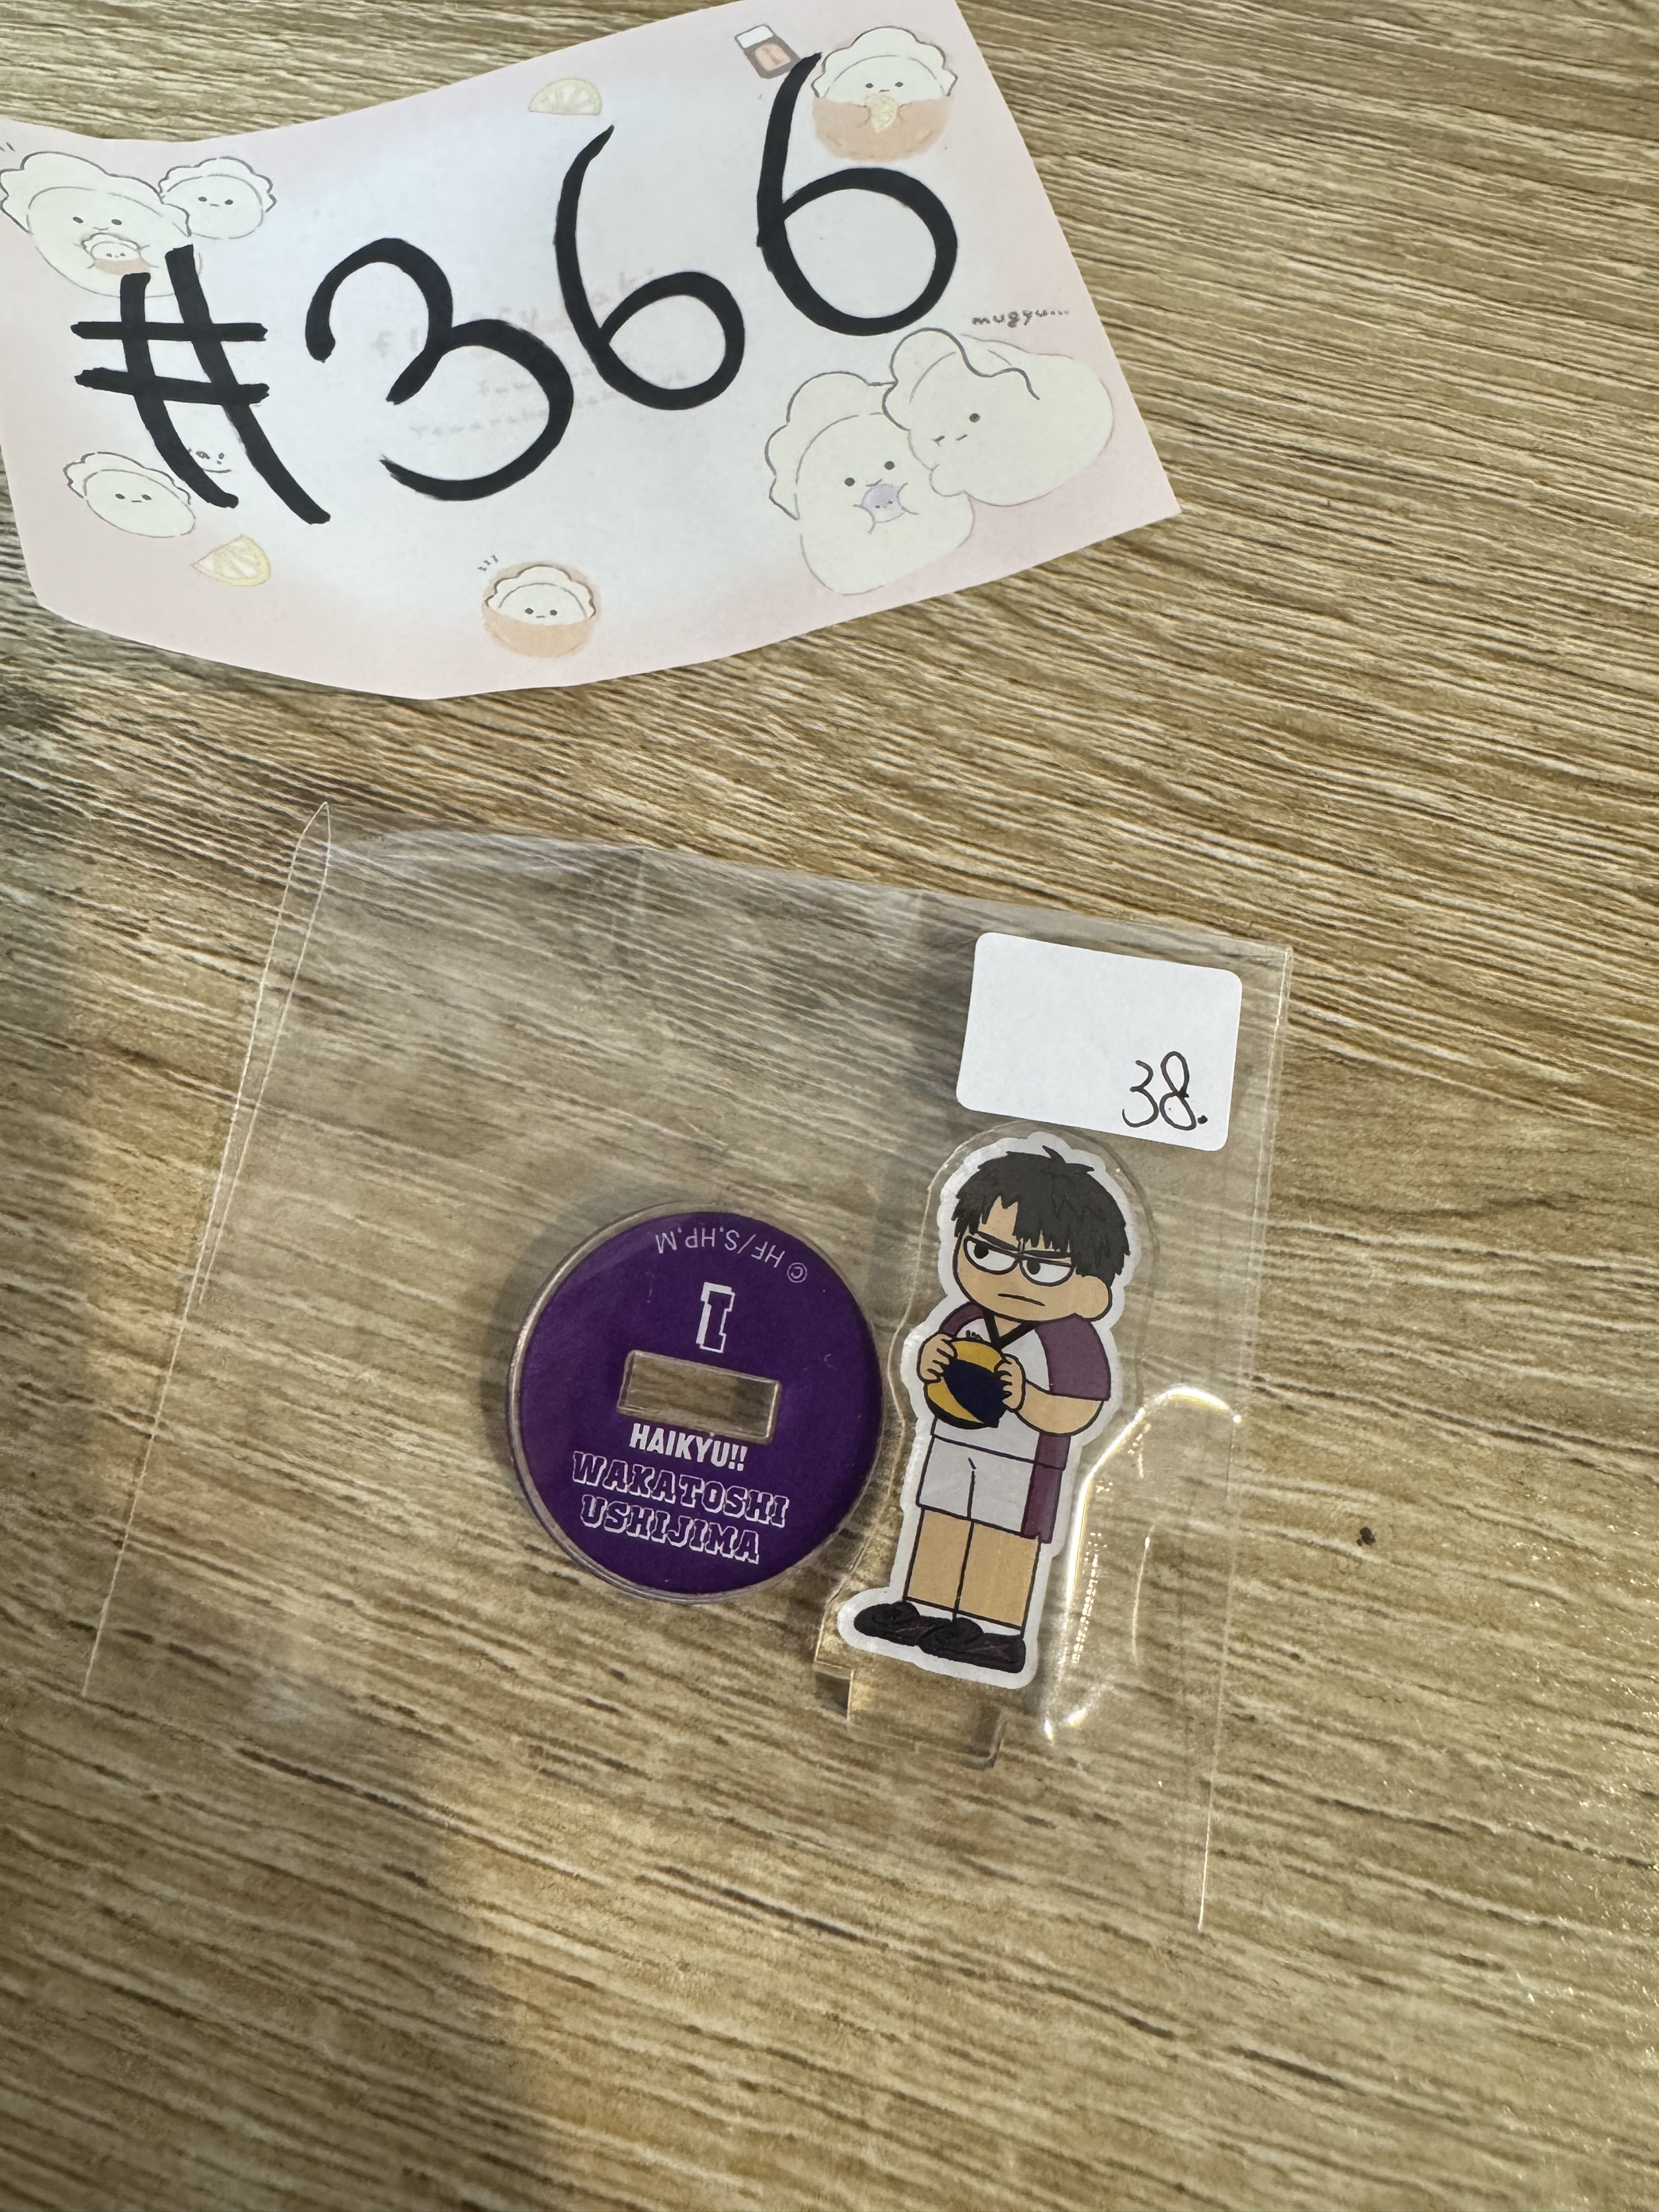 #366
mugyu...
38.
© HF/S.HP.M
1
HAIKYU!!
WAKATOSHI
USHIJIMA